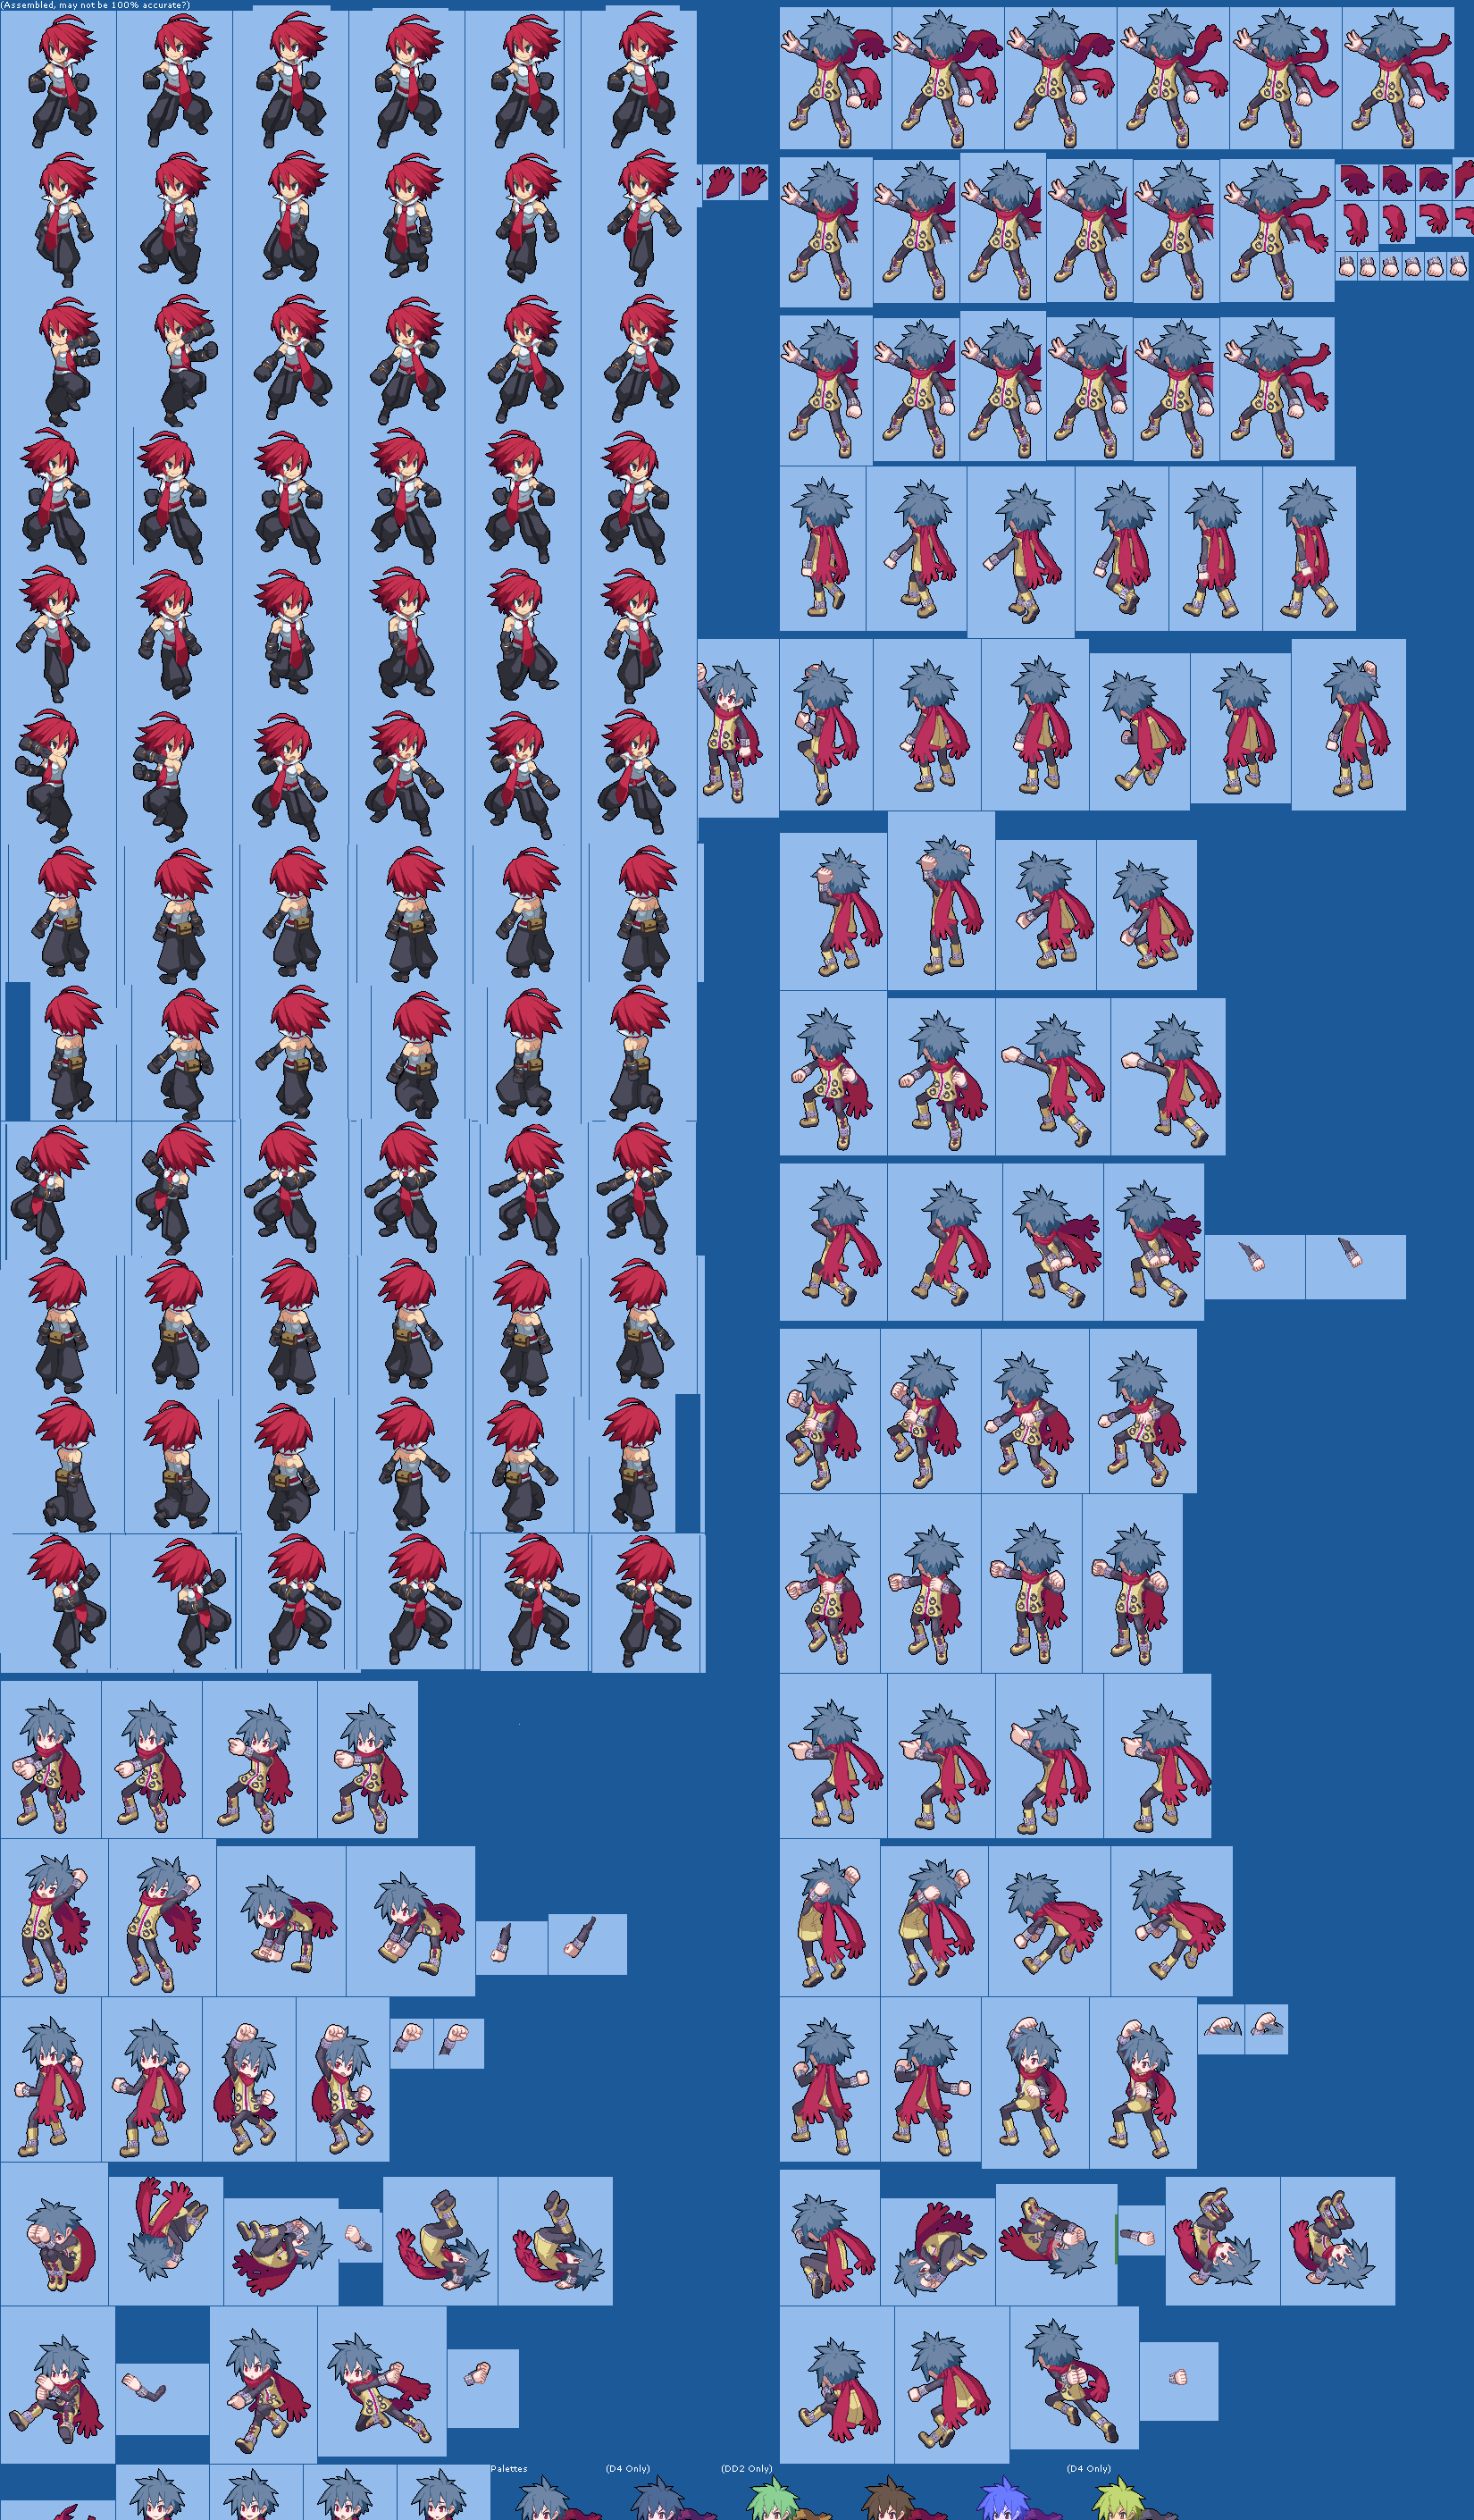 (Assembled, may not be 100% accurate?)
Palettes
(D4 Only)
(DD2 Only)
(D4 Only)